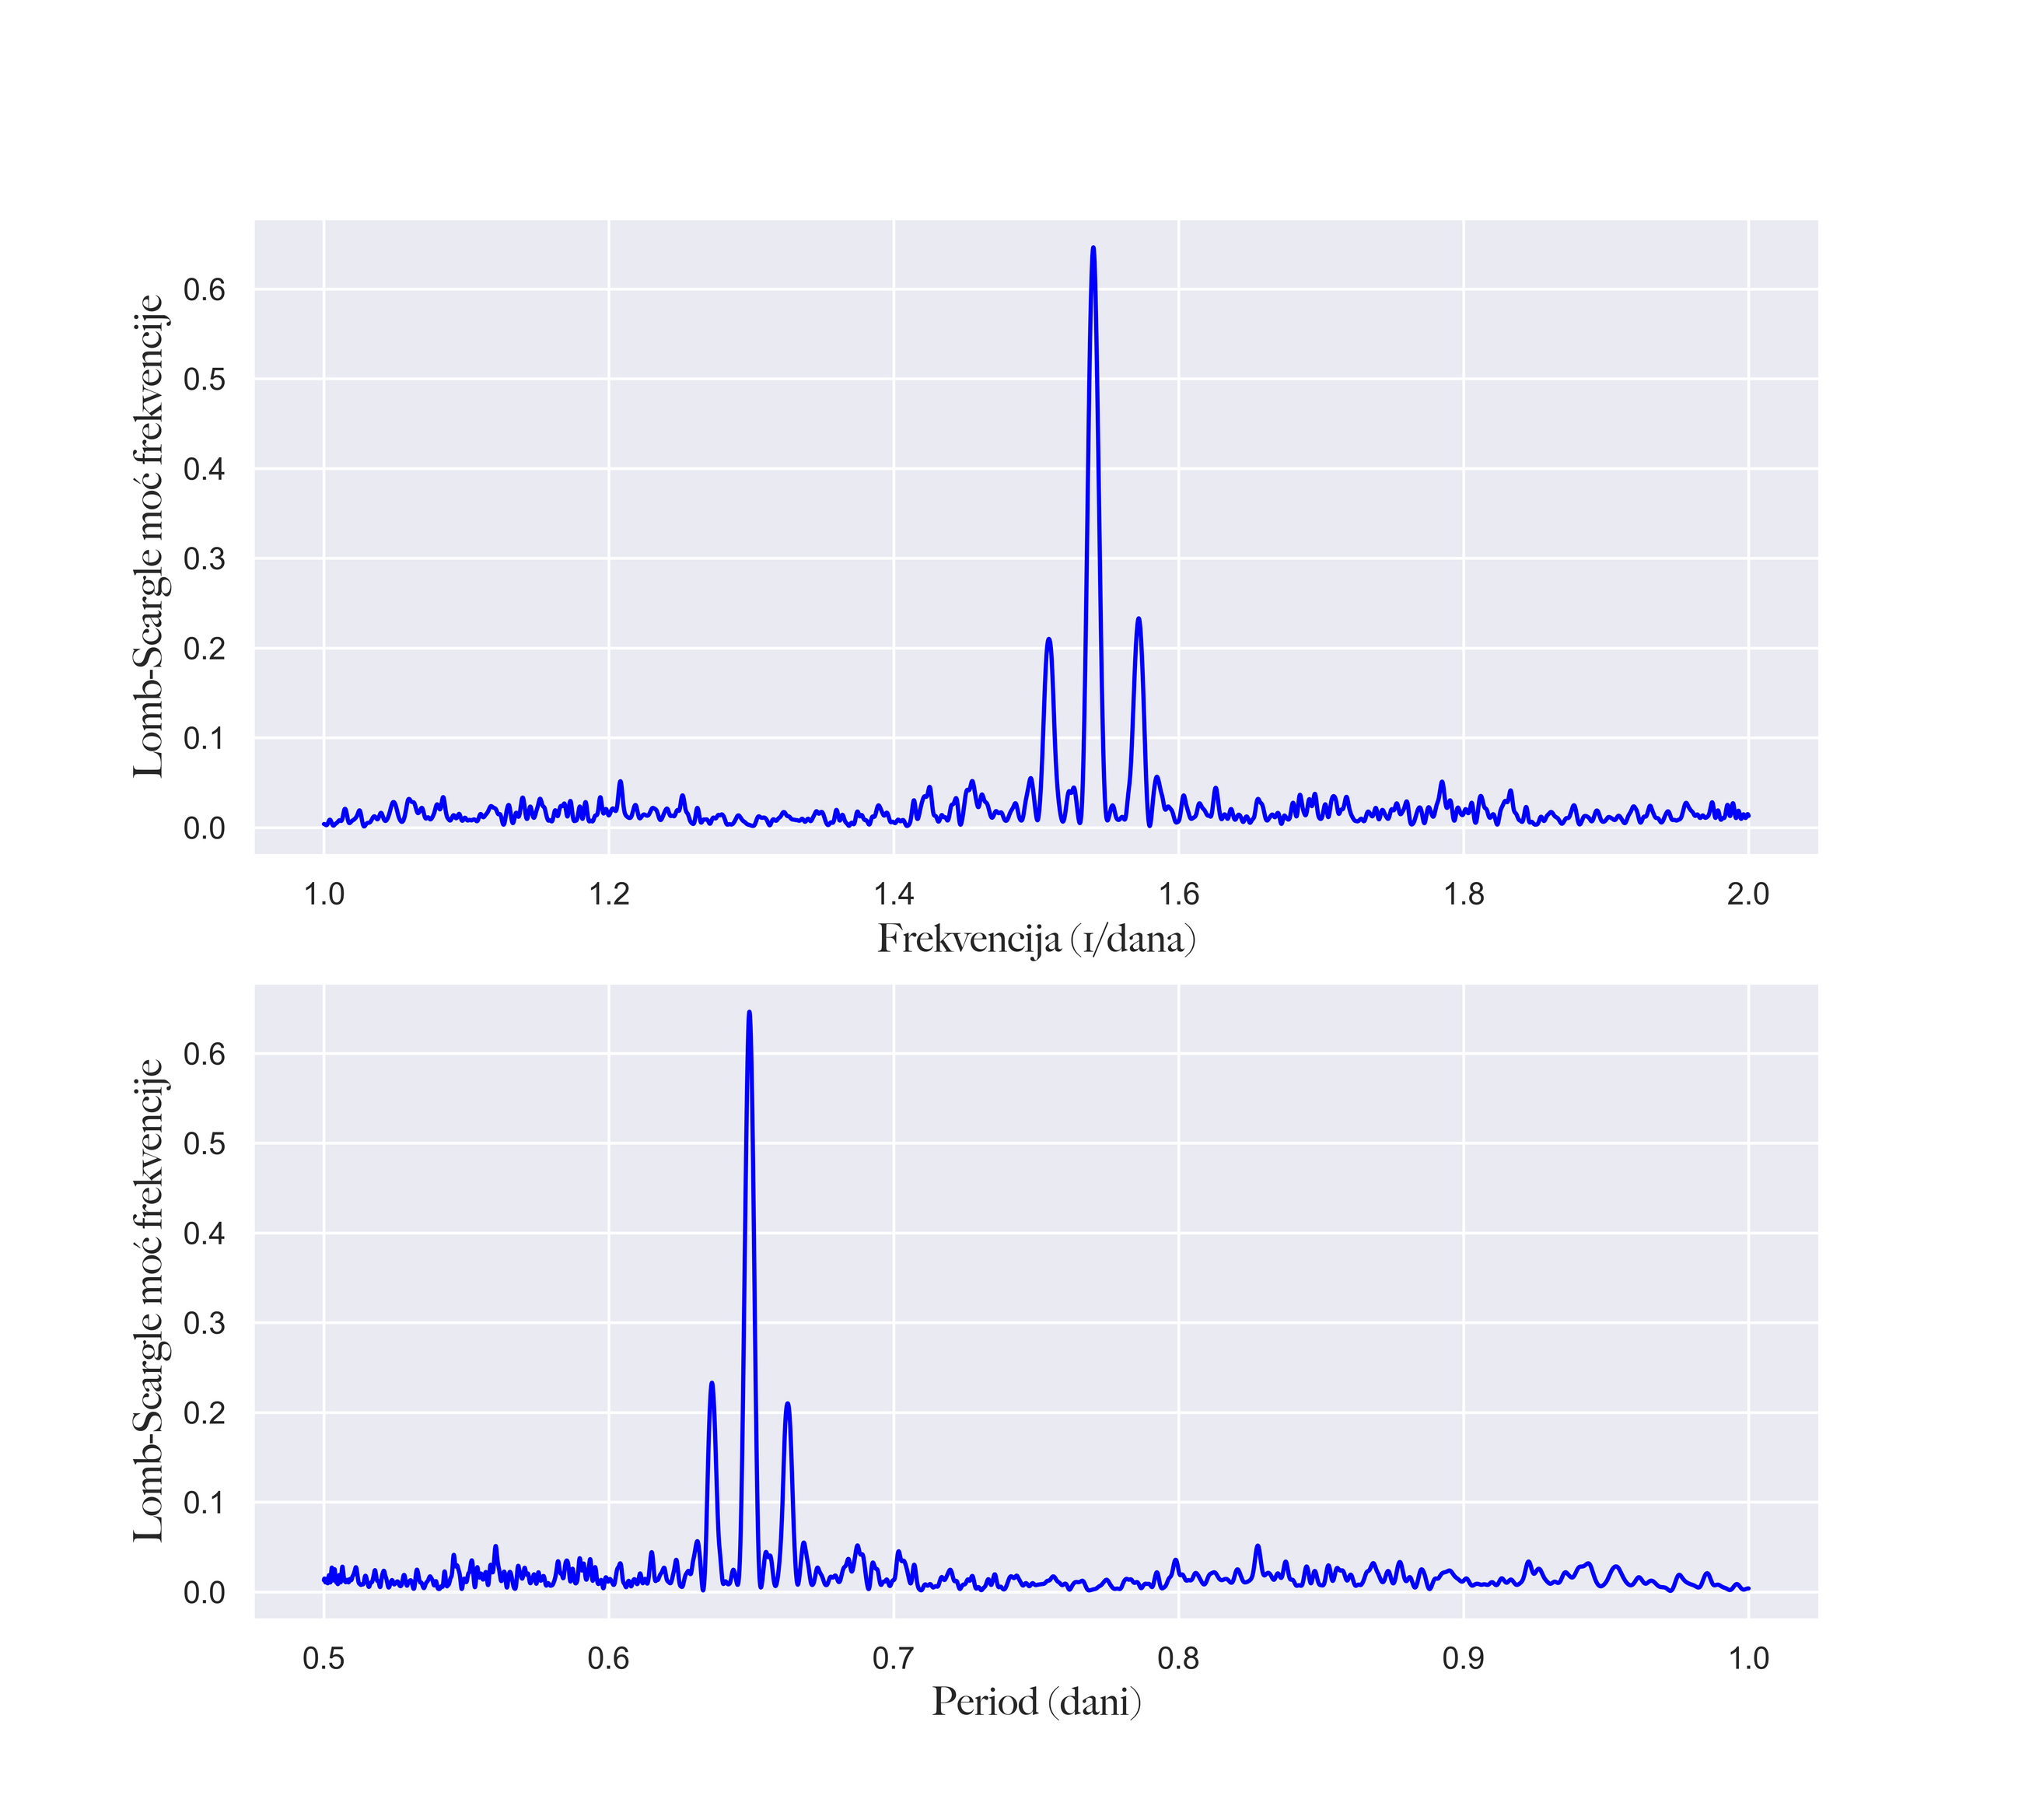 Lomb-Scargle moć frekvencije
0.6
0.5
0.4
0.3
0.2
0.1
0.0
1.0 1.2 1.4 1.6 1.8 2.0
Frekvencija (1/dana)
Lomb-Scargle moć frekvencije
0.6
0.5
0.4
0.3
0.2
0.1
0.0
0.5 0.6 0.7 0.8 0.9 1.0
Period (dani)